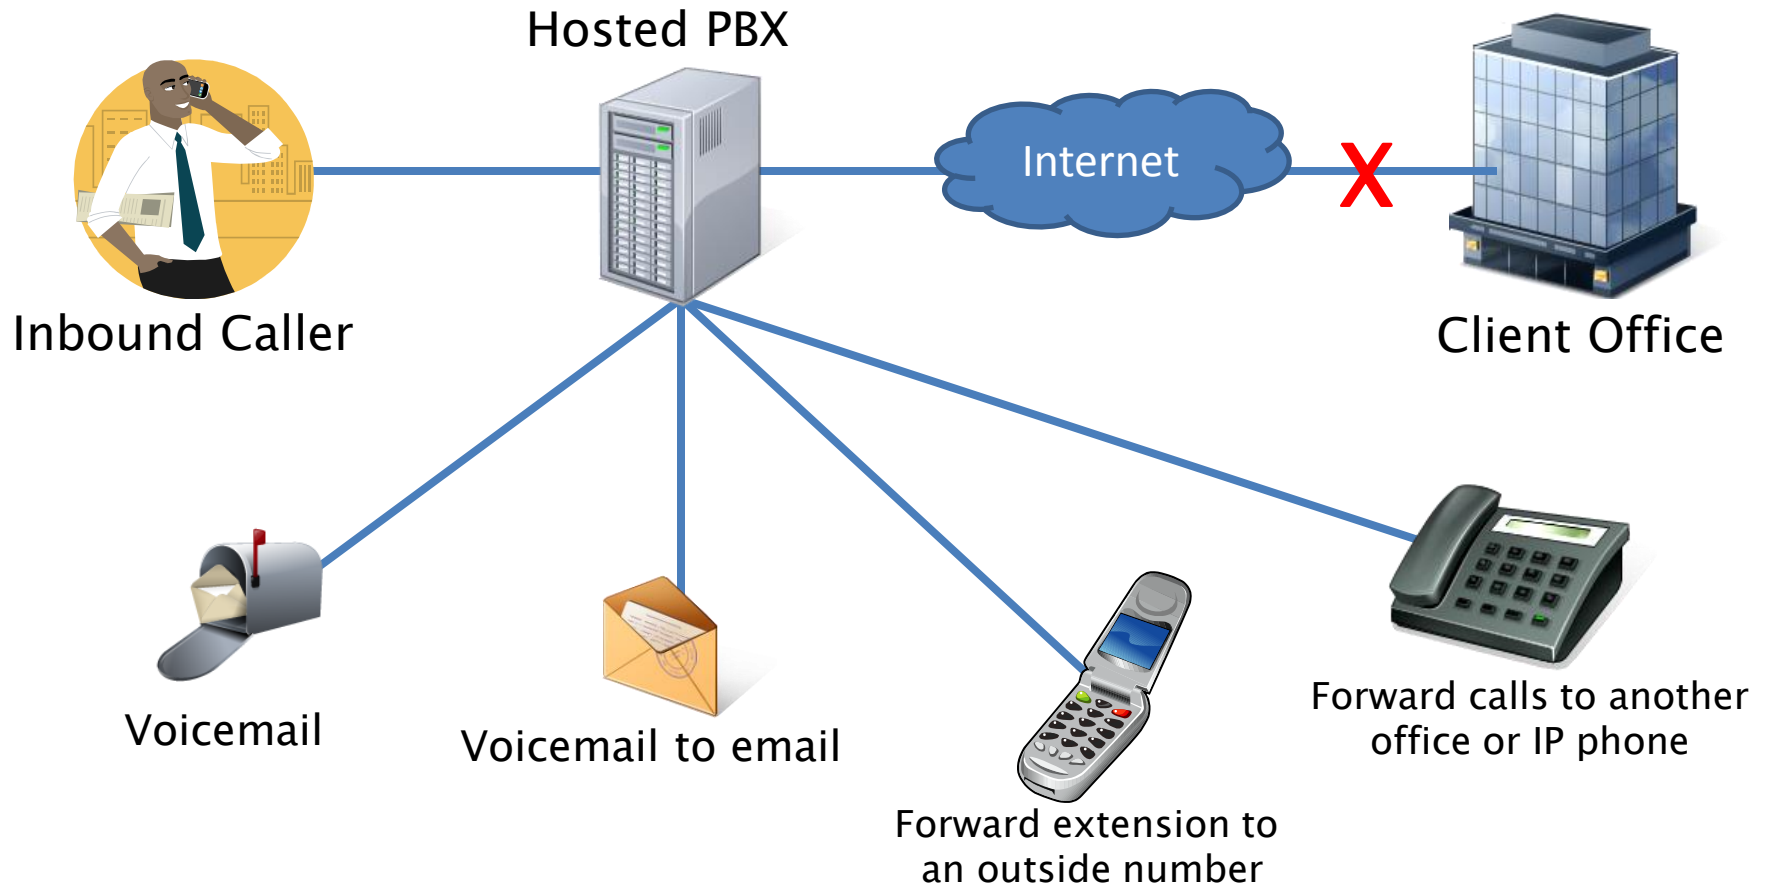 Hosted PBX
Internet
X
Inbound Caller
Client Office
Voicemail
Voicemail to email
Forward extension to
an outside number
Forward calls to another
office or IP phone